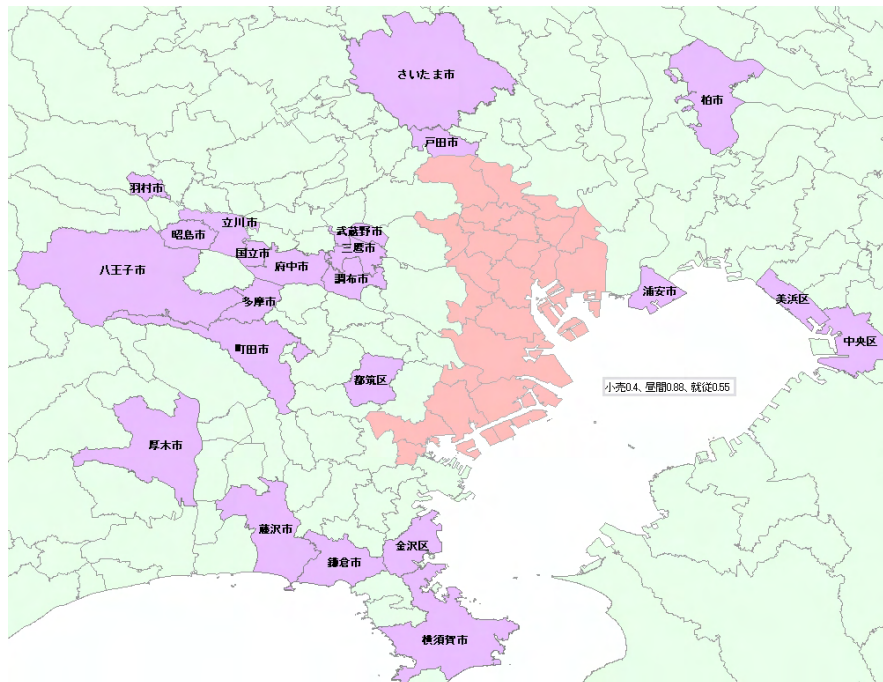 さいたま市
柏市
戸田市
羽村市
立川市
武蔵野市
昭島市
三鷹市
国立市
府中市
八王子市
調布市
多摩市
浦安市
美浜区
中央区
町田市
都筑区
小売0.4、昼間0.88、就従0.55
厚木市
藤沢市
金沢区
鎌倉市
横須賀市